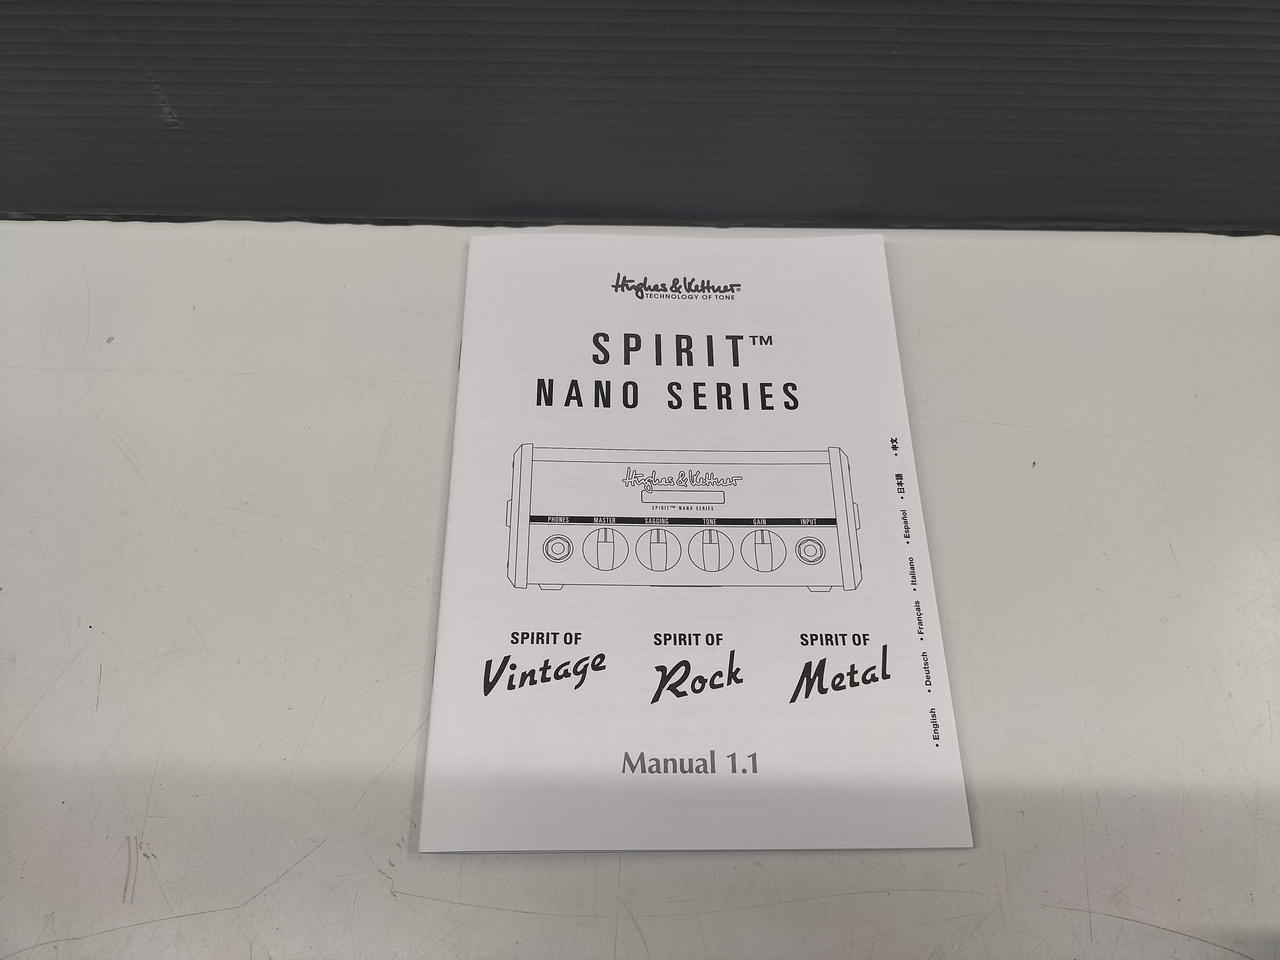 Hughes & Kettner®
TECHNOLOGY OF TONE
SPIRIT™
NANO SERIES
Hughes & Kettner
SPIRIT™ NANO SERIES
PHONES MASTER SAGGING TONE GAIN INPUT
SPIRIT OF Vintage
SPIRIT OF Rock
SPIRIT OF Metal
Manual 1.1
• English • Deutsch • Français • Italiano • Español • 日本語 • 中文